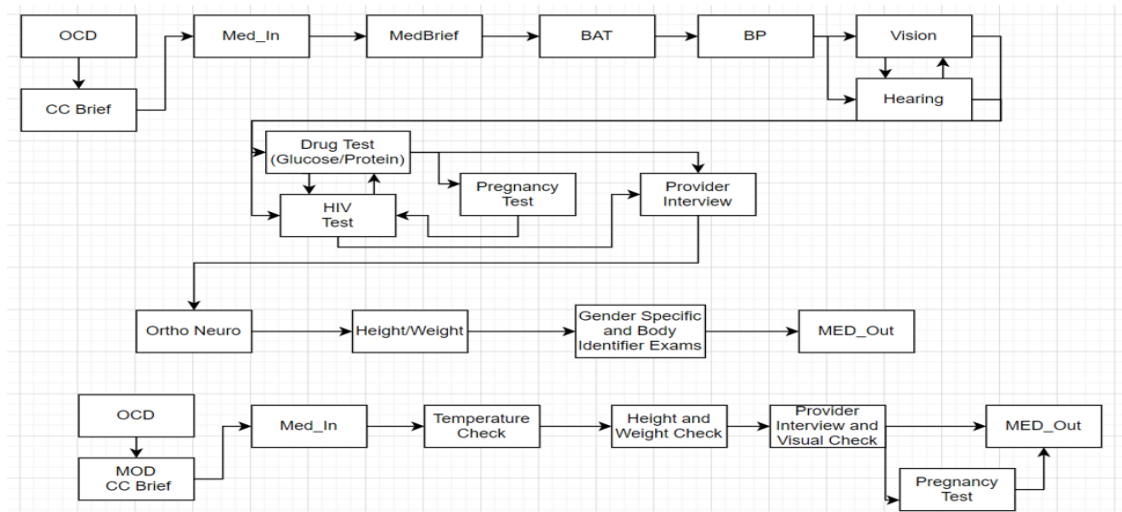 OCD
Med_In
MedBrief
BAT
BP
Vision
CC Brief
Hearing
Drug Test
(Glucose/Protein)
Pregnancy
Test
Provider
Interview
HIV
Test
Ortho Neuro
Height/Weight
Gender Specific
and Body
Identifier Exams
MED_Out
OCD
Med_In
Temperature
Check
Height and
Weight Check
Provider
Interview and
Visual Check
MED_Out
MOD
CC Brief
Pregnancy
Test